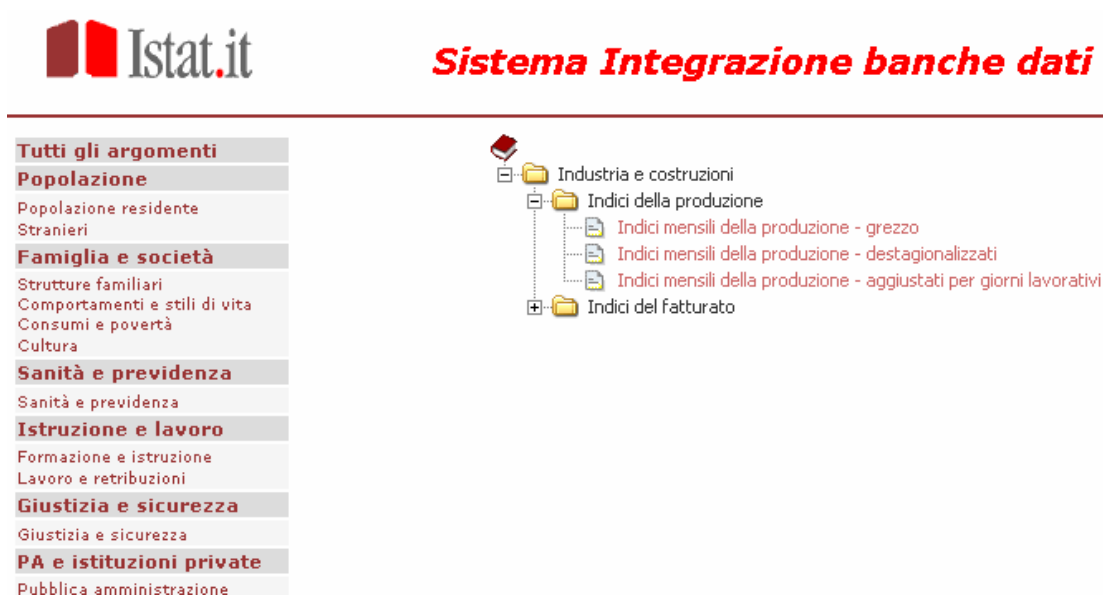 Istat.it
Sistema Integrazione banche dati
Tutti gli argomenti
Popolazione
Popolazione residente
Stranieri
Famiglia e società
Strutture familiari
Comportamenti e stili di vita
Consumi e povertà
Cultura
Sanità e previdenza
Sanità e previdenza
Istruzione e lavoro
Formazione e istruzione
Lavoro e retribuzioni
Giustizia e sicurezza
Giustizia e sicurezza
PA e istituzioni private
Pubblica amministrazione
Industria e costruzioni
Indici della produzione
Indici mensili della produzione - grezzo
Indici mensili della produzione - destagionalizzati
Indici mensili della produzione - aggiustati per giorni lavorativi
Indici del fatturato